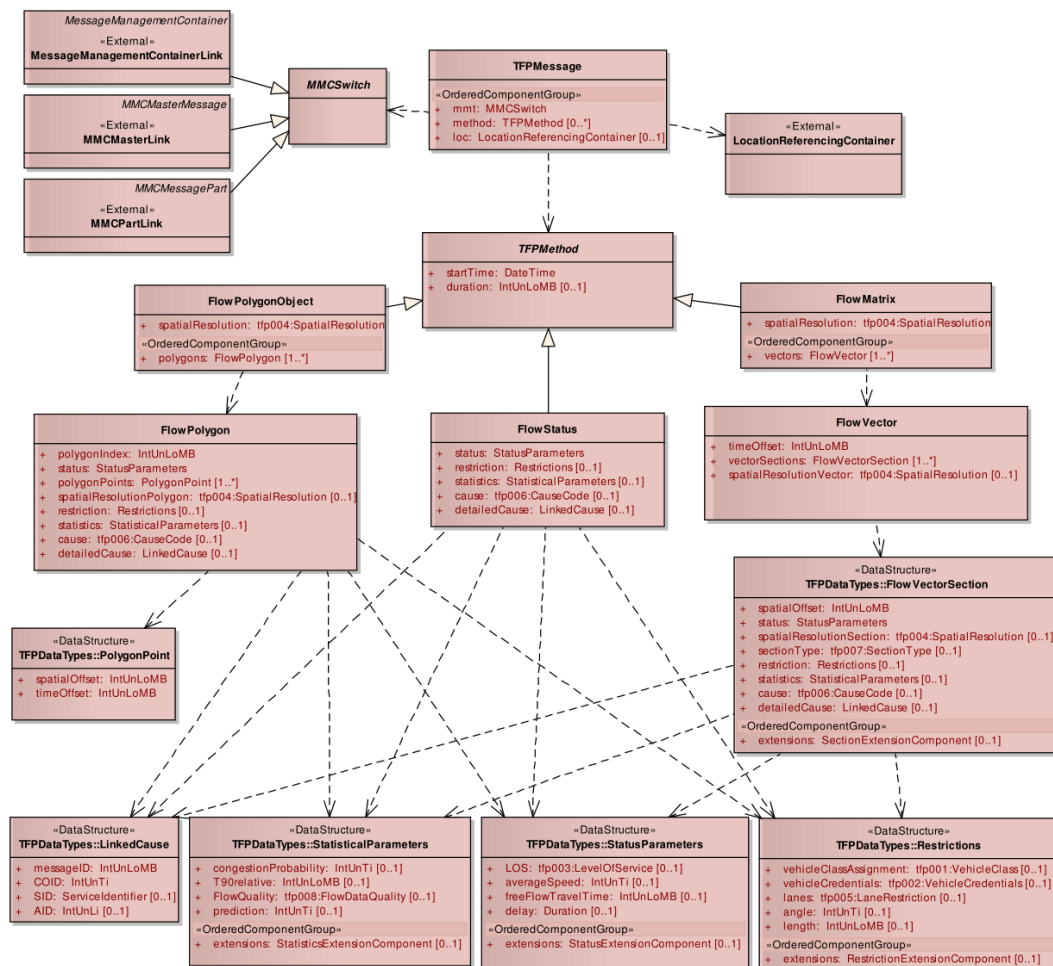 MessageManagementContainer
«External»
MessageManagementContainerLink
MMCMasterMessage
«External»
MMCMasterLink
MMCMessagePart
«External»
MMCPartLink
MMCSwitch
TFPMessage
«OrderedComponentGroup»
+ mmt: MMCSwitch
+ method: TFPMethod [0..*]
+ loc: LocationReferencingContainer [0..1]
«External»
LocationReferencingContainer
TFPMethod
+ startTime: DateTime
+ duration: IntUnLoMB [0..1]
FlowPolygonObject
+ spatialResolution: tfp004:SpatialResolution
«OrderedComponentGroup»
+ polygons: FlowPolygon [1..*]
FlowMatrix
+ spatialResolution: tfp004:SpatialResolution
«OrderedComponentGroup»
+ vectors: FlowVector [1..*]
FlowPolygon
+ polygonIndex: IntUnLoMB
+ status: StatusParameters
+ polygonPoints: PolygonPoint [1..*]
+ spatialResolutionPolygon: tfp004:SpatialResolution [0..1]
+ restriction: Restrictions [0..1]
+ statistics: StatisticalParameters [0..1]
+ cause: tfp006:CauseCode [0..1]
+ detailedCause: LinkedCause [0..1]
FlowStatus
+ status: StatusParameters
+ restriction: Restrictions [0..1]
+ statistics: StatisticalParameters [0..1]
+ cause: tfp006:CauseCode [0..1]
+ detailedCause: LinkedCause [0..1]
FlowVector
+ timeOffset: IntUnLoMB
+ vectorSections: FlowVectorSection [1..*]
+ spatialResolutionVector: tfp004:SpatialResolution [0..1]
«DataStructure»
TFPDataTypes::FlowVectorSection
+ spatialOffset: IntUnLoMB
+ status: StatusParameters
+ spatialResolutionSection: tfp004:SpatialResolution [0..1]
+ sectionType: tfp007:SectionType [0..1]
+ restriction: Restrictions [0..1]
+ statistics: StatisticalParameters [0..1]
+ cause: tfp006:CauseCode [0..1]
+ detailedCause: LinkedCause [0..1]
«OrderedComponentGroup»
+ extensions: SectionExtensionComponent [0..1]
«DataStructure»
TFPDataTypes::PolygonPoint
+ spatialOffset: IntUnLoMB
+ timeOffset: IntUnLoMB
«DataStructure»
TFPDataTypes::LinkedCause
+ messageID: IntUnLoMB
+ COID: IntUnTi
+ SID: ServiceIdentifier [0..1]
+ AID: IntUnLi [0..1]
«DataStructure»
TFPDataTypes::StatisticalParameters
+ congestionProbability: IntUnTi [0..1]
+ T90relative: IntUnLoMB [0..1]
+ FlowQuality: tfp008:FlowDataQuality [0..1]
+ prediction: IntUnTi [0..1]
«OrderedComponentGroup»
+ extensions: StatisticsExtensionComponent [0..1]
«DataStructure»
TFPDataTypes::StatusParameters
+ LOS: tfp003:LevelOfService [0..1]
+ averageSpeed: IntUnTi [0..1]
+ freeFlowTravelTime: IntUnLoMB [0..1]
+ delay: Duration [0..1]
«OrderedComponentGroup»
+ extensions: StatusExtensionComponent [0..1]
«DataStructure»
TFPDataTypes::Restrictions
+ vehicleClassAssignment: tfp001:VehicleClass [0..1]
+ vehicleCredentials: tfp002:VehicleCredentials [0..1]
+ lanes: tfp005:LaneRestriction [0..1]
+ angle: IntUnTi [0..1]
+ length: IntUnLoMB [0..1]
«OrderedComponentGroup»
+ extensions: RestrictionExtensionComponent [0..1]